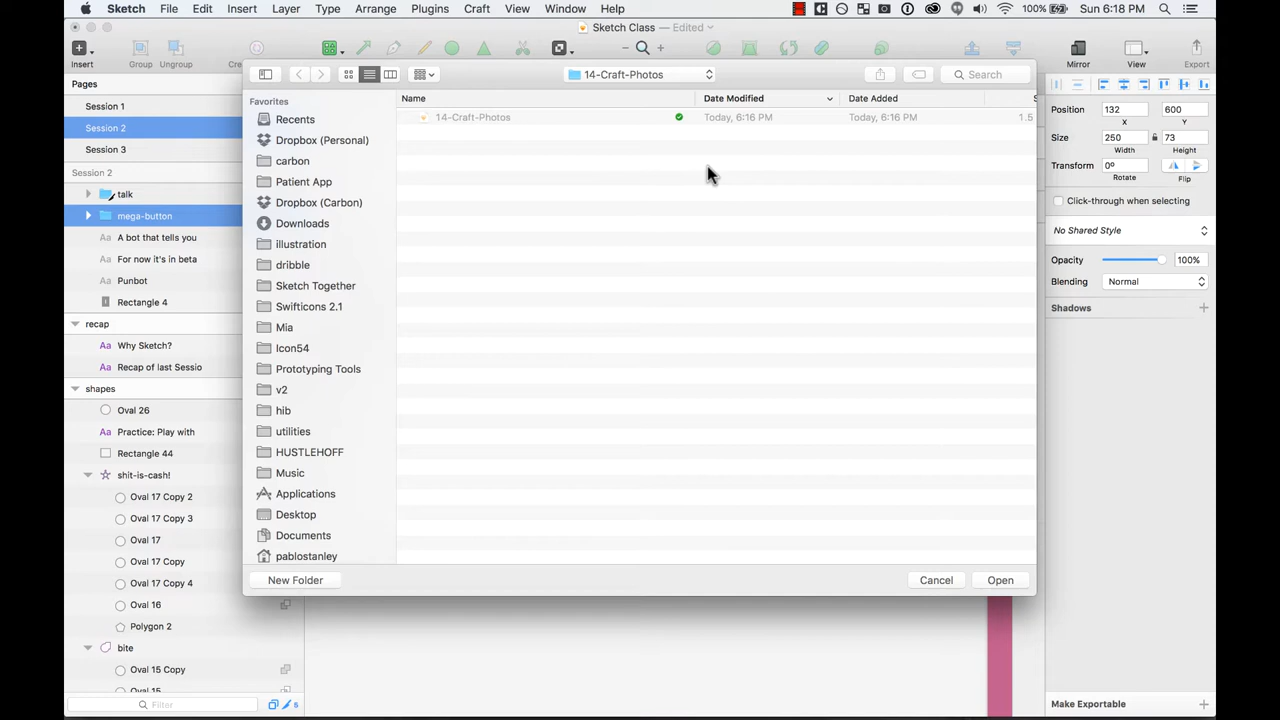 Sketch File Edit Insert Layer Type Arrange Plugins Craft View Window Help 100% Sun 6:18 PM
Sketch Class — Edited
Insert Group Ungroup Mirror View Export
Pages
Session 1
Session 2
Session 3
Session 2
talk
mega-button
A bot that tells you
For now it's in beta
Punbot
Rectangle 4
recap
Why Sketch?
Recap of last Sessio
shapes
Oval 26
Practice: Play with
Rectangle 44
shit-is-cash!
Oval 17 Copy 2
Oval 17 Copy 3
Oval 17
Oval 17 Copy
Oval 17 Copy 4
Oval 16
Polygon 2
bite
Oval 15 Copy
Oval 15
Filter 5
14-Craft-Photos
Search
Favorites
Recents
Dropbox (Personal)
carbon
Patient App
Dropbox (Carbon)
Downloads
illustration
dribble
Sketch Together
Swifticons 2.1
Mia
Icon54
Prototyping Tools
v2
hib
utilities
HUSTLEHOFF
Music
Applications
Desktop
Documents
pablostanley
Name Date Modified Date Added S
14-Craft-Photos Today, 6:16 PM Today, 6:16 PM 1.5
New Folder Cancel Open
Position 132 600
X Y
Size 250 73
Width Height
Transform 0º
Rotate Flip
Click-through when selecting
No Shared Style
Opacity 100%
Blending Normal
Shadows
Make Exportable